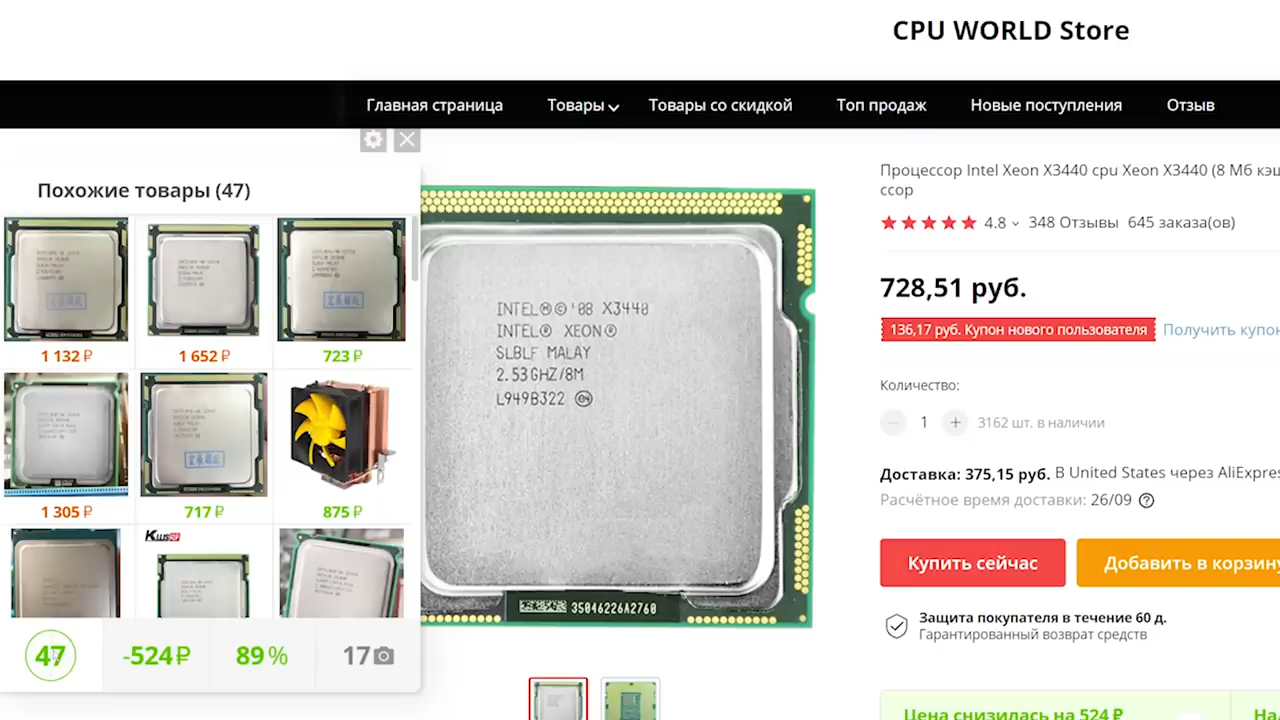 CPU WORLD Store
Главная страница
Товары
Товары со скидкой
Топ продаж
Новые поступления
Отзыв
Похожие товары (47)
1 132 ₽
1 652 ₽
723 ₽
1 305 ₽
717 ₽
875 ₽
47
-524 ₽
89 %
17
INTEL®©'08 X3440
INTEL® XEON®
SLBLF MALAY
2.53GHZ/8M
L949B322 e4
35046226A2760
Процессор Intel Xeon X3440 cpu Xeon X3440 (8 Мб кэш
ссор
4.8 348 Отзывы 645 заказа(ов)
728,51 руб.
136,17 руб. Купон нового пользователя Получить купон
Количество:
1 3162 шт. в наличии
Доставка: 375,15 руб. В United States через AliExpres
Расчётное время доставки: 26/09
Купить сейчас
Добавить в корзину
Защита покупателя в течение 60 д.
Гарантированный возврат средств
Цена снизилась на 524 ₽
На